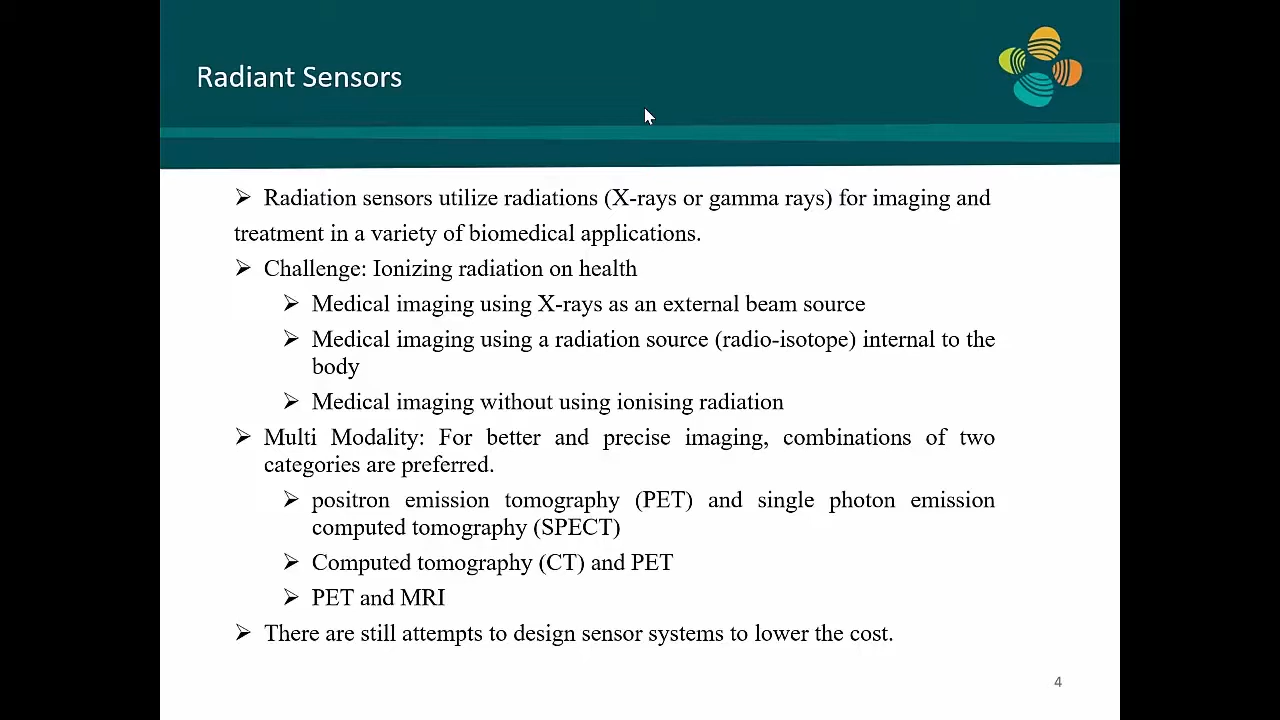 Radiant Sensors
➢ Radiation sensors utilize radiations (X-rays or gamma rays) for imaging and
treatment in a variety of biomedical applications.
➢ Challenge: Ionizing radiation on health
➢ Medical imaging using X-rays as an external beam source
➢ Medical imaging using a radiation source (radio-isotope) internal to the
body
➢ Medical imaging without using ionising radiation
➢ Multi Modality: For better and precise imaging, combinations of two
categories are preferred.
➢ positron emission tomography (PET) and single photon emission
computed tomography (SPECT)
➢ Computed tomography (CT) and PET
➢ PET and MRI
➢ There are still attempts to design sensor systems to lower the cost.
4